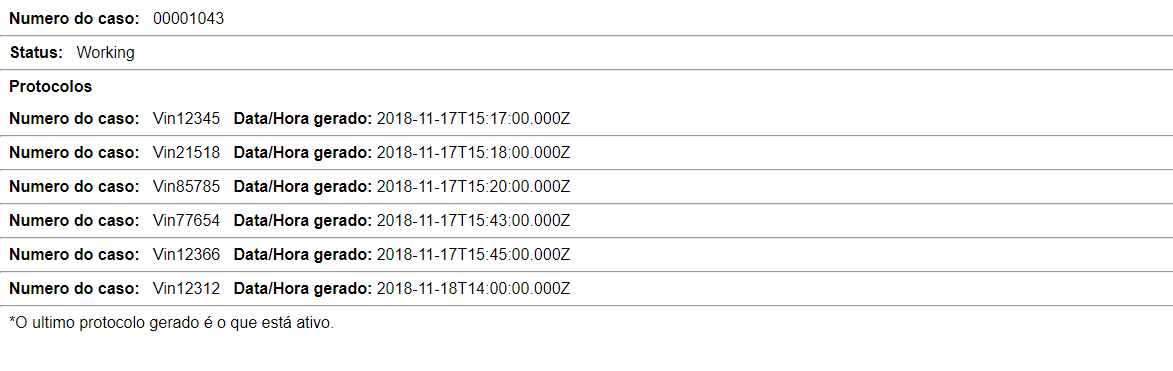 Numero do caso: 00001043
Status: Working
Protocolos
Numero do caso: Vin12345 Data/Hora gerado: 2018-11-17T15:17:00.000Z
Numero do caso: Vin21518 Data/Hora gerado: 2018-11-17T15:18:00.000Z
Numero do caso: Vin85785 Data/Hora gerado: 2018-11-17T15:20:00.000Z
Numero do caso: Vin77654 Data/Hora gerado: 2018-11-17T15:43:00.000Z
Numero do caso: Vin12366 Data/Hora gerado: 2018-11-17T15:45:00.000Z
Numero do caso: Vin12312 Data/Hora gerado: 2018-11-18T14:00:00.000Z
*O ultimo protocolo gerado é o que está ativo.